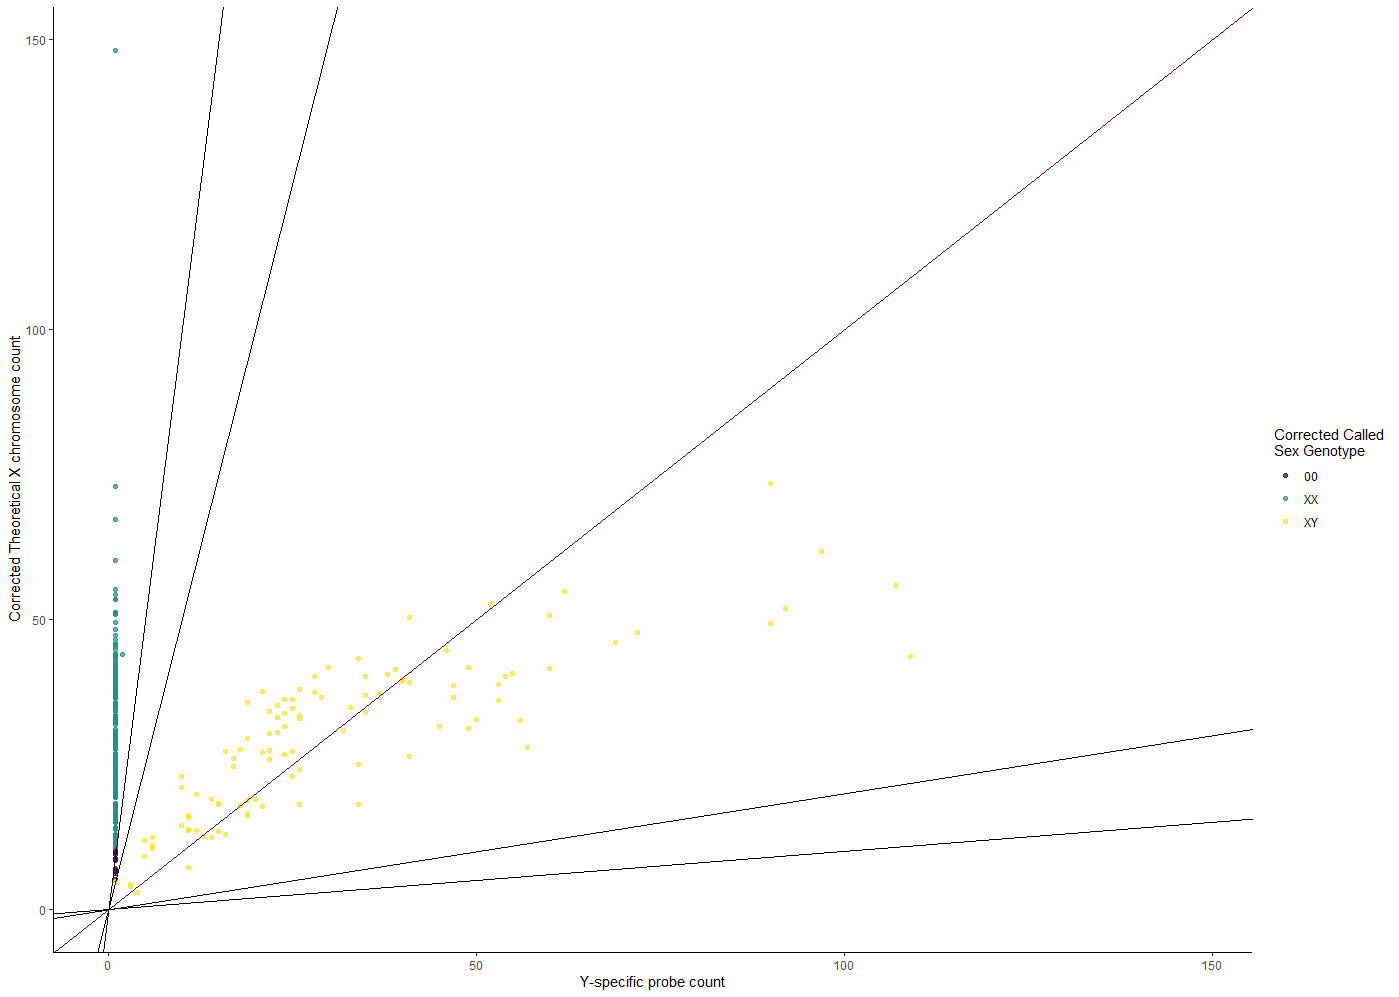 150
100
50
0
Corrected Theoretical X chromosome count
0
50
100
150
Y-specific probe count
Corrected Called
Sex Genotype
00
XX
XY